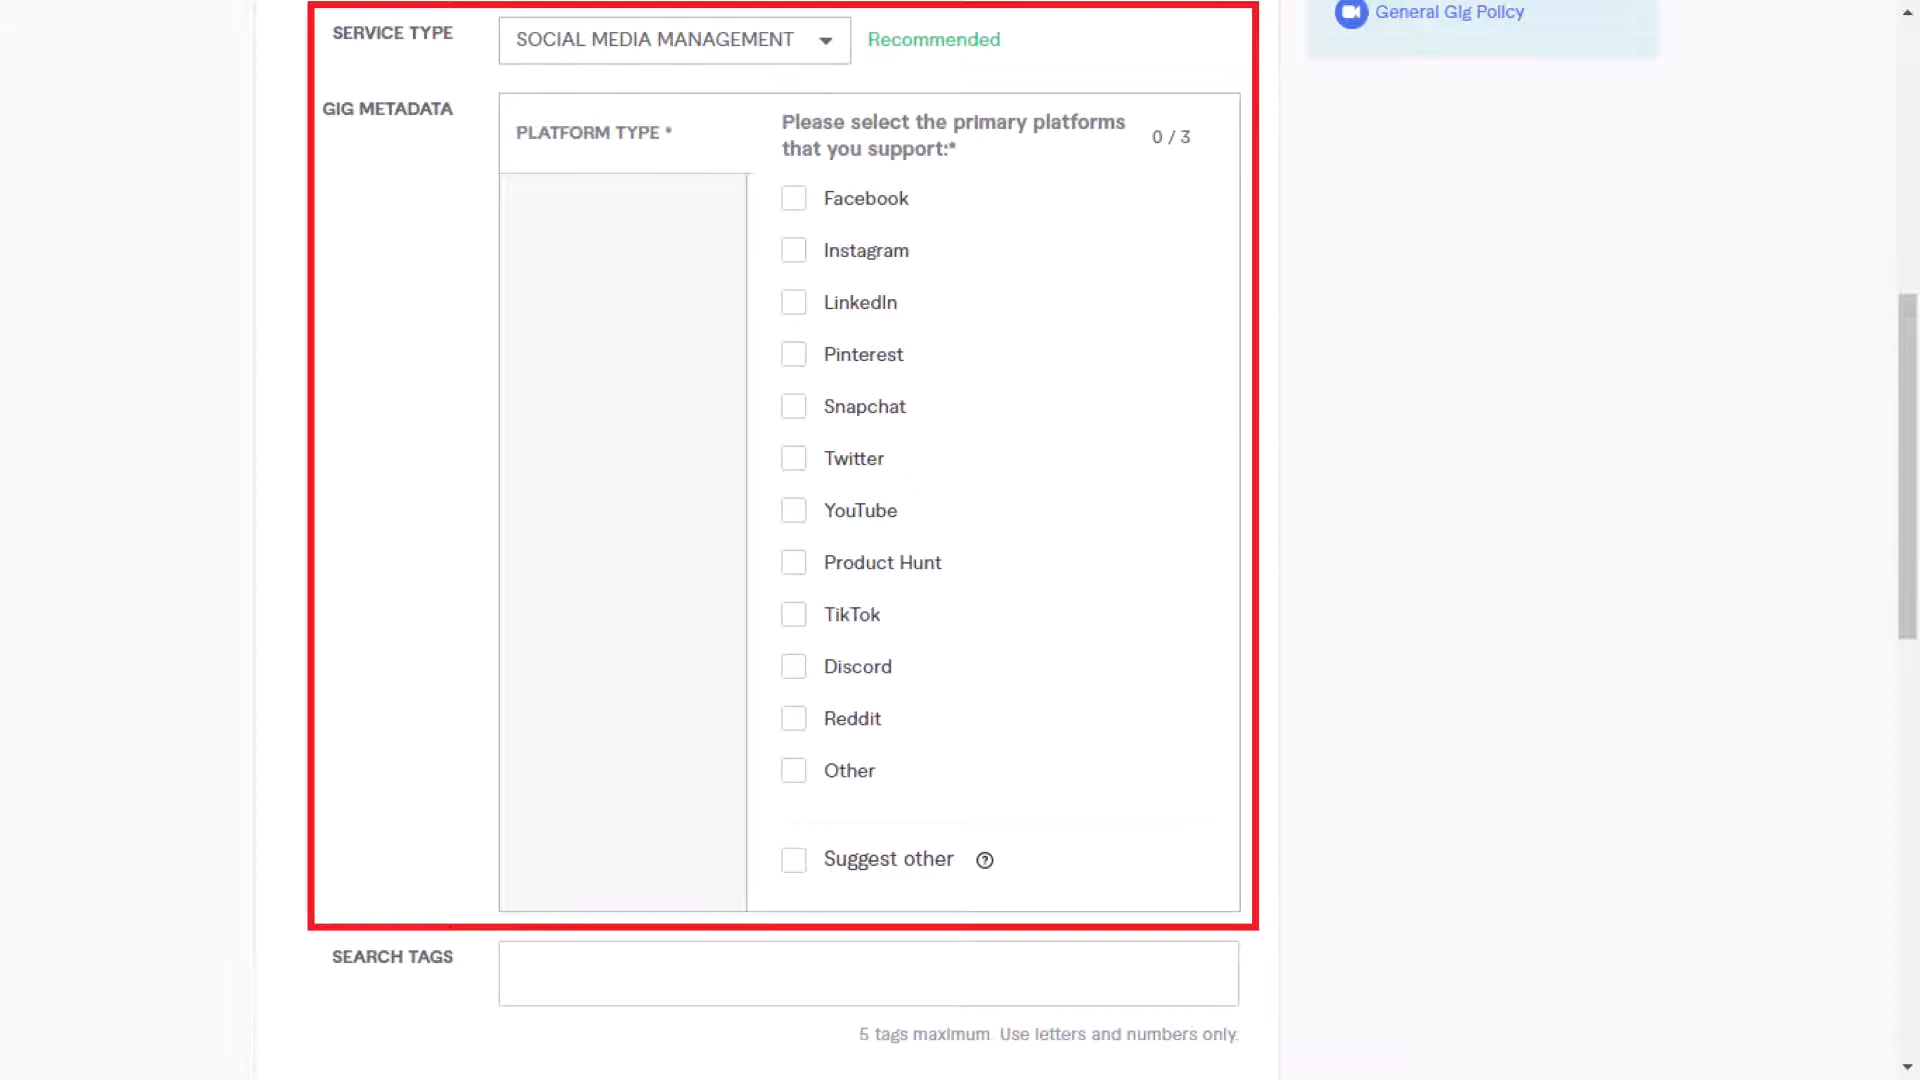 General Gig Policy
SERVICE TYPE
SOCIAL MEDIA MANAGEMENT
Recommended
GIG METADATA
PLATFORM TYPE *
Please select the primary platforms
that you support:*
0 / 3
Facebook
Instagram
LinkedIn
Pinterest
Snapchat
Twitter
YouTube
Product Hunt
TikTok
Discord
Reddit
Other
Suggest other
SEARCH TAGS
5 tags maximum. Use letters and numbers only.